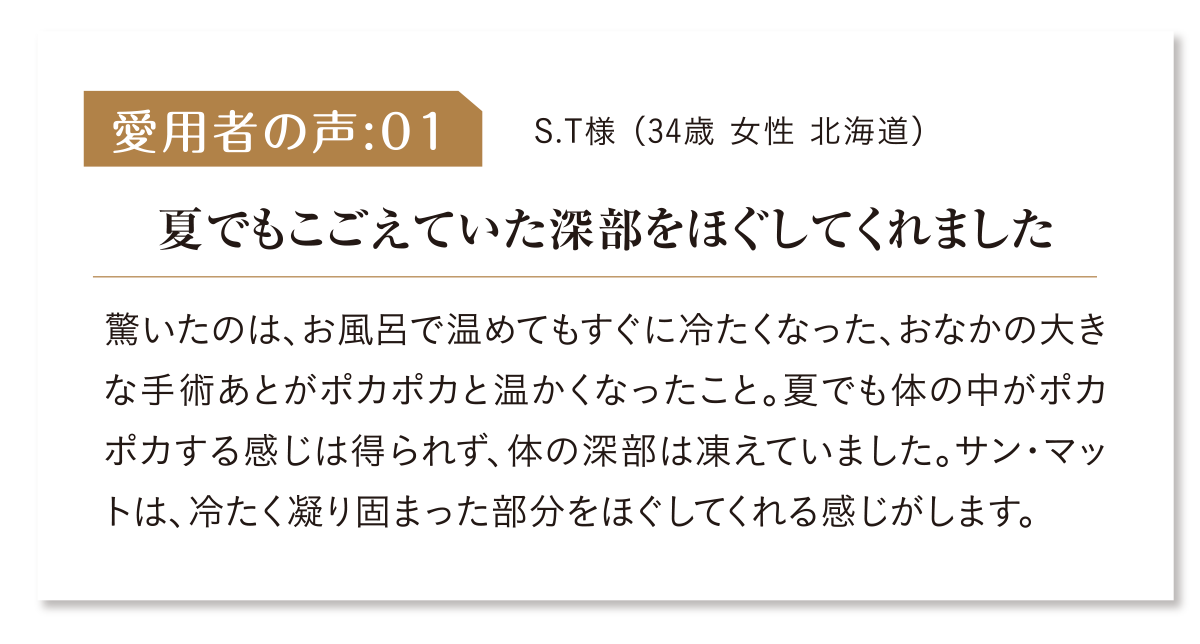 愛用者の声:01
S.T様（34歳 女性 北海道）
夏でもこごえていた深部をほぐしてくれました
驚いたのは、お風呂で温めてもすぐに冷たくなった、おなかの大き
な手術あとがポカポカと温かくなったこと。夏でも体の中がポカ
ポカする感じは得られず、体の深部は凍えていました。サン・マッ
トは、冷たく凝り固まった部分をほぐしてくれる感じがします。